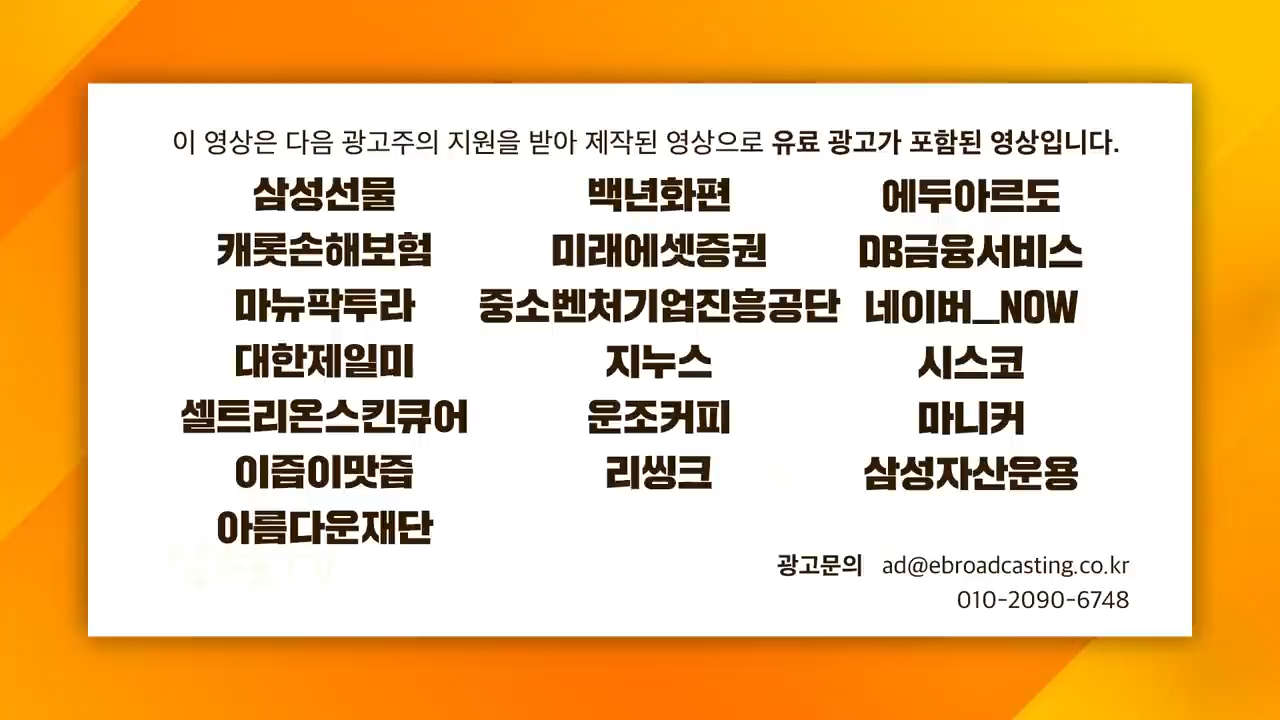 이 영상은 다음 광고주의 지원을 받아 제작된 영상으로 유료 광고가 포함된 영상입니다.
삼성선물 백년화편 에두아르도
캐롯손해보험 미래에셋증권 DB금융서비스
마뉴팍투라 중소벤처기업진흥공단 네이버_NOW
대한제일미 지누스 시스코
셀트리온스킨큐어 운조커피 마니커
이즙이맛즙 리씽크 삼성자산운용
아름다운재단
광고문의 ad@ebroadcasting.co.kr
010-2090-6748